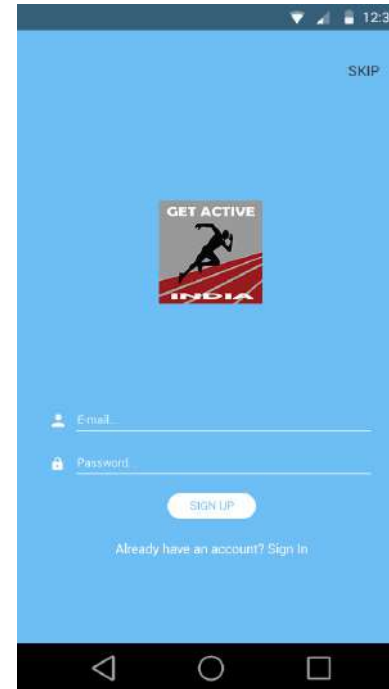 12:3
SKIP
GET ACTIVE
INDIA
E-mail...
Password...
SIGN UP
Already have an account? Sign In